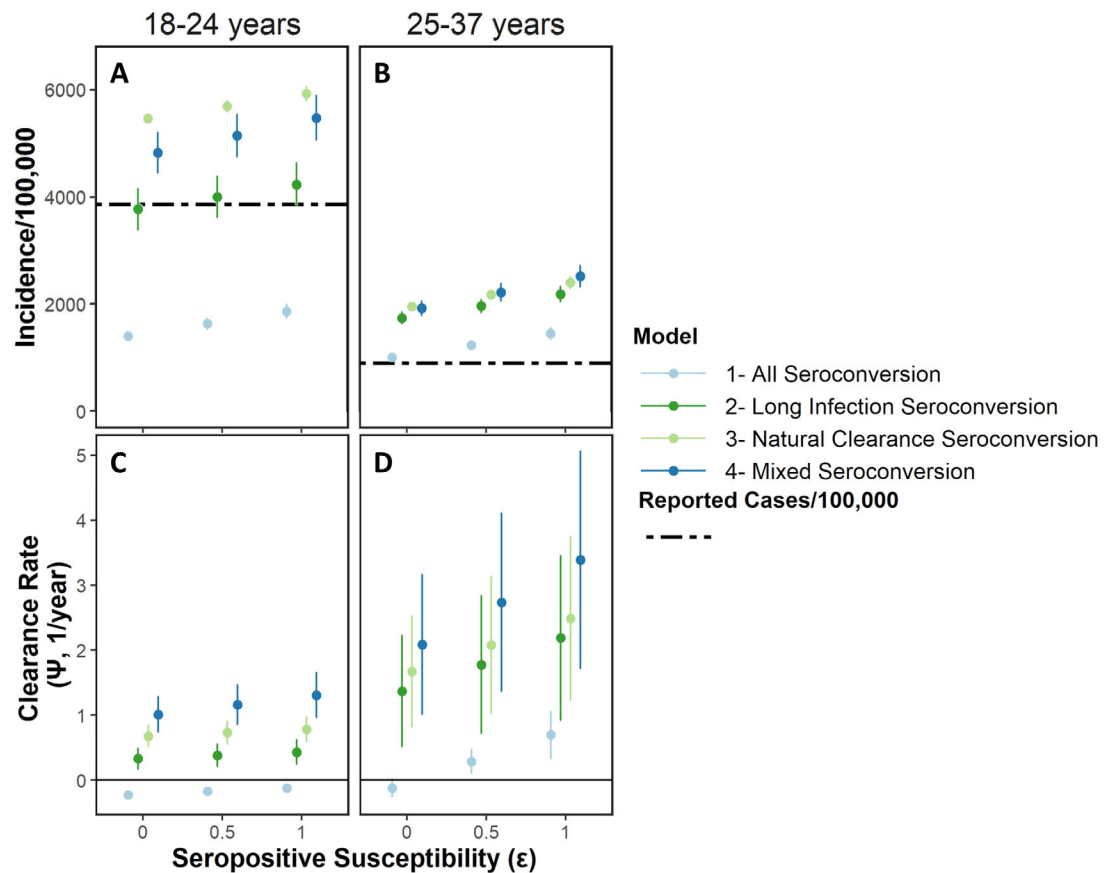 18-24 years
25-37 years
A
B
Incidence/100,000
6000
4000
2000
0
C
D
Clearance Rate
(Ψ, 1/year)
5
4
3
2
1
0
0
0.5
1
0
0.5
1
Seropositive Susceptibility (ε)
Model
1- All Seroconversion
2- Long Infection Seroconversion
3- Natural Clearance Seroconversion
4- Mixed Seroconversion
Reported Cases/100,000